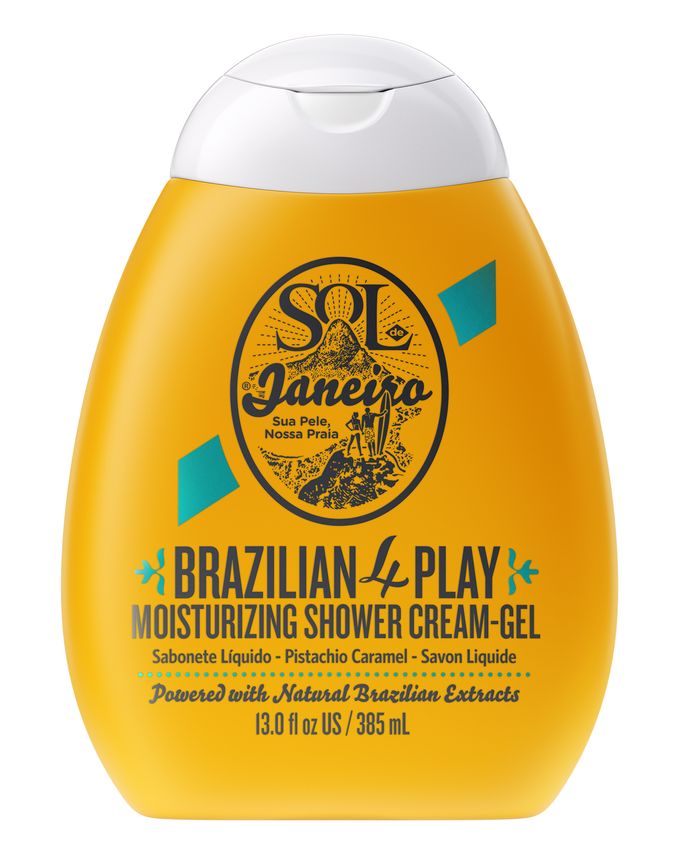 SOL de
Janeiro
®
Sua Pele,
Nossa Praia
BRAZILIAN 4 PLAY
MOISTURIZING SHOWER CREAM-GEL
Sabonete Líquido - Pistachio Caramel - Savon Liquide
Powered with Natural Brazilian Extracts
13.0 fl oz US / 385 mL